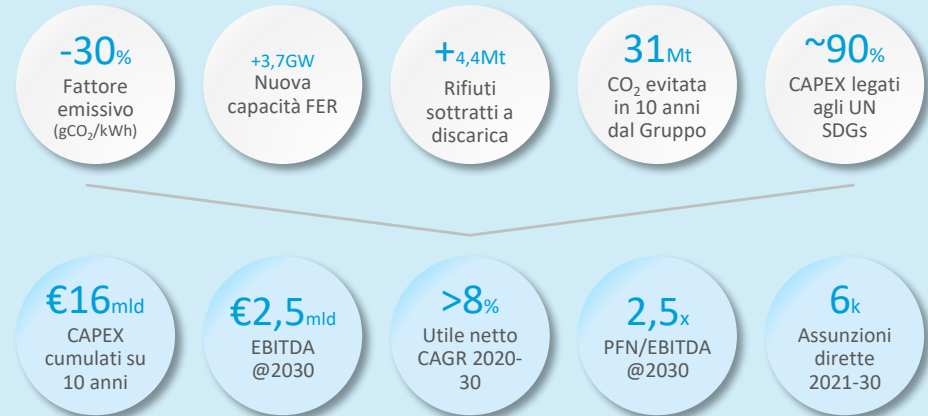 -30%
Fattore
emissivo
(gCO₂/kWh)
+3,7GW
Nuova
capacità FER
+4,4Mt
Rifiuti
sottratti a
discarica
31Mt
CO₂ evitata
in 10 anni
dal Gruppo
~90%
CAPEX legati
agli UN
SDGs
€16mld
CAPEX
cumulati su
10 anni
€2,5mld
EBITDA
@2030
>8%
Utile netto
CAGR 2020-
30
2,5x
PFN/EBITDA
@2030
6k
Assunzioni
dirette
2021-30